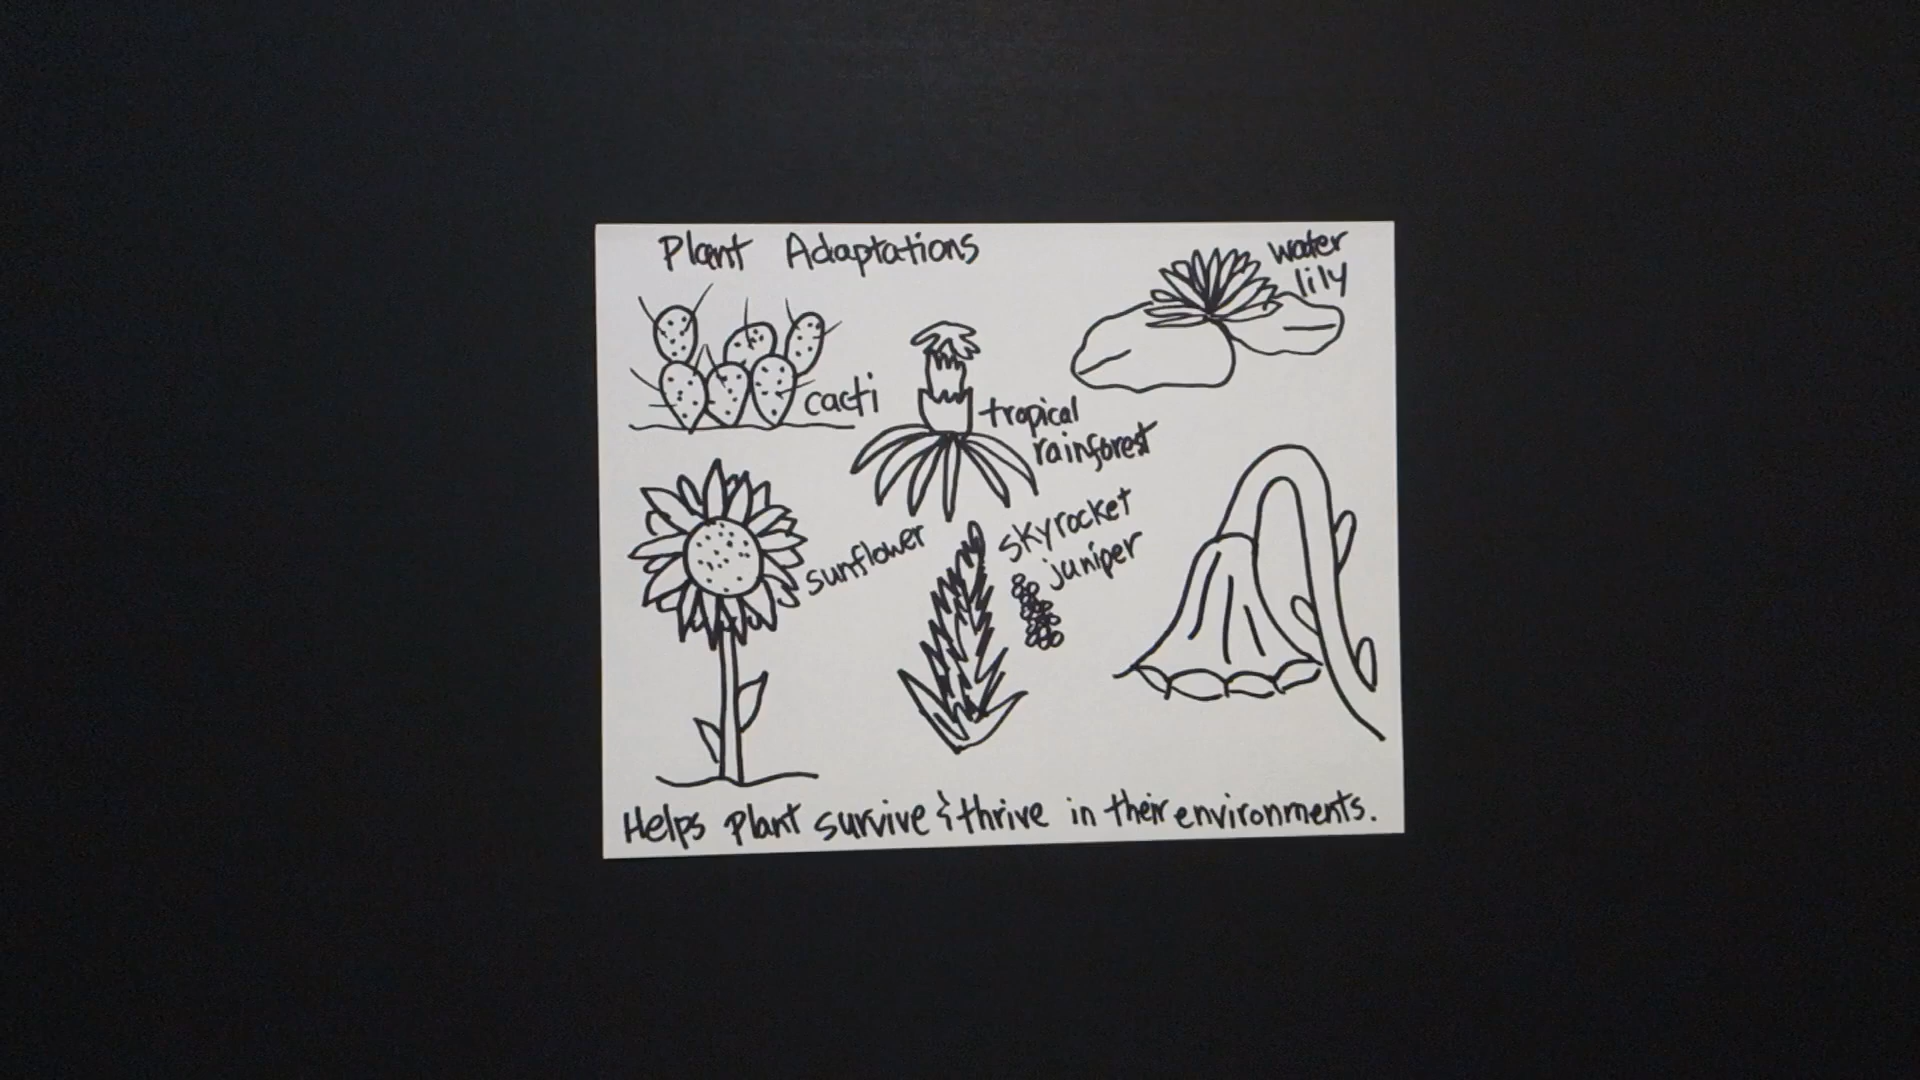 Plant Adaptations
water
lily
cacti
tropical
rainforest
sunflower
skyrocket
juniper
Helps plant survive & thrive in their environments.